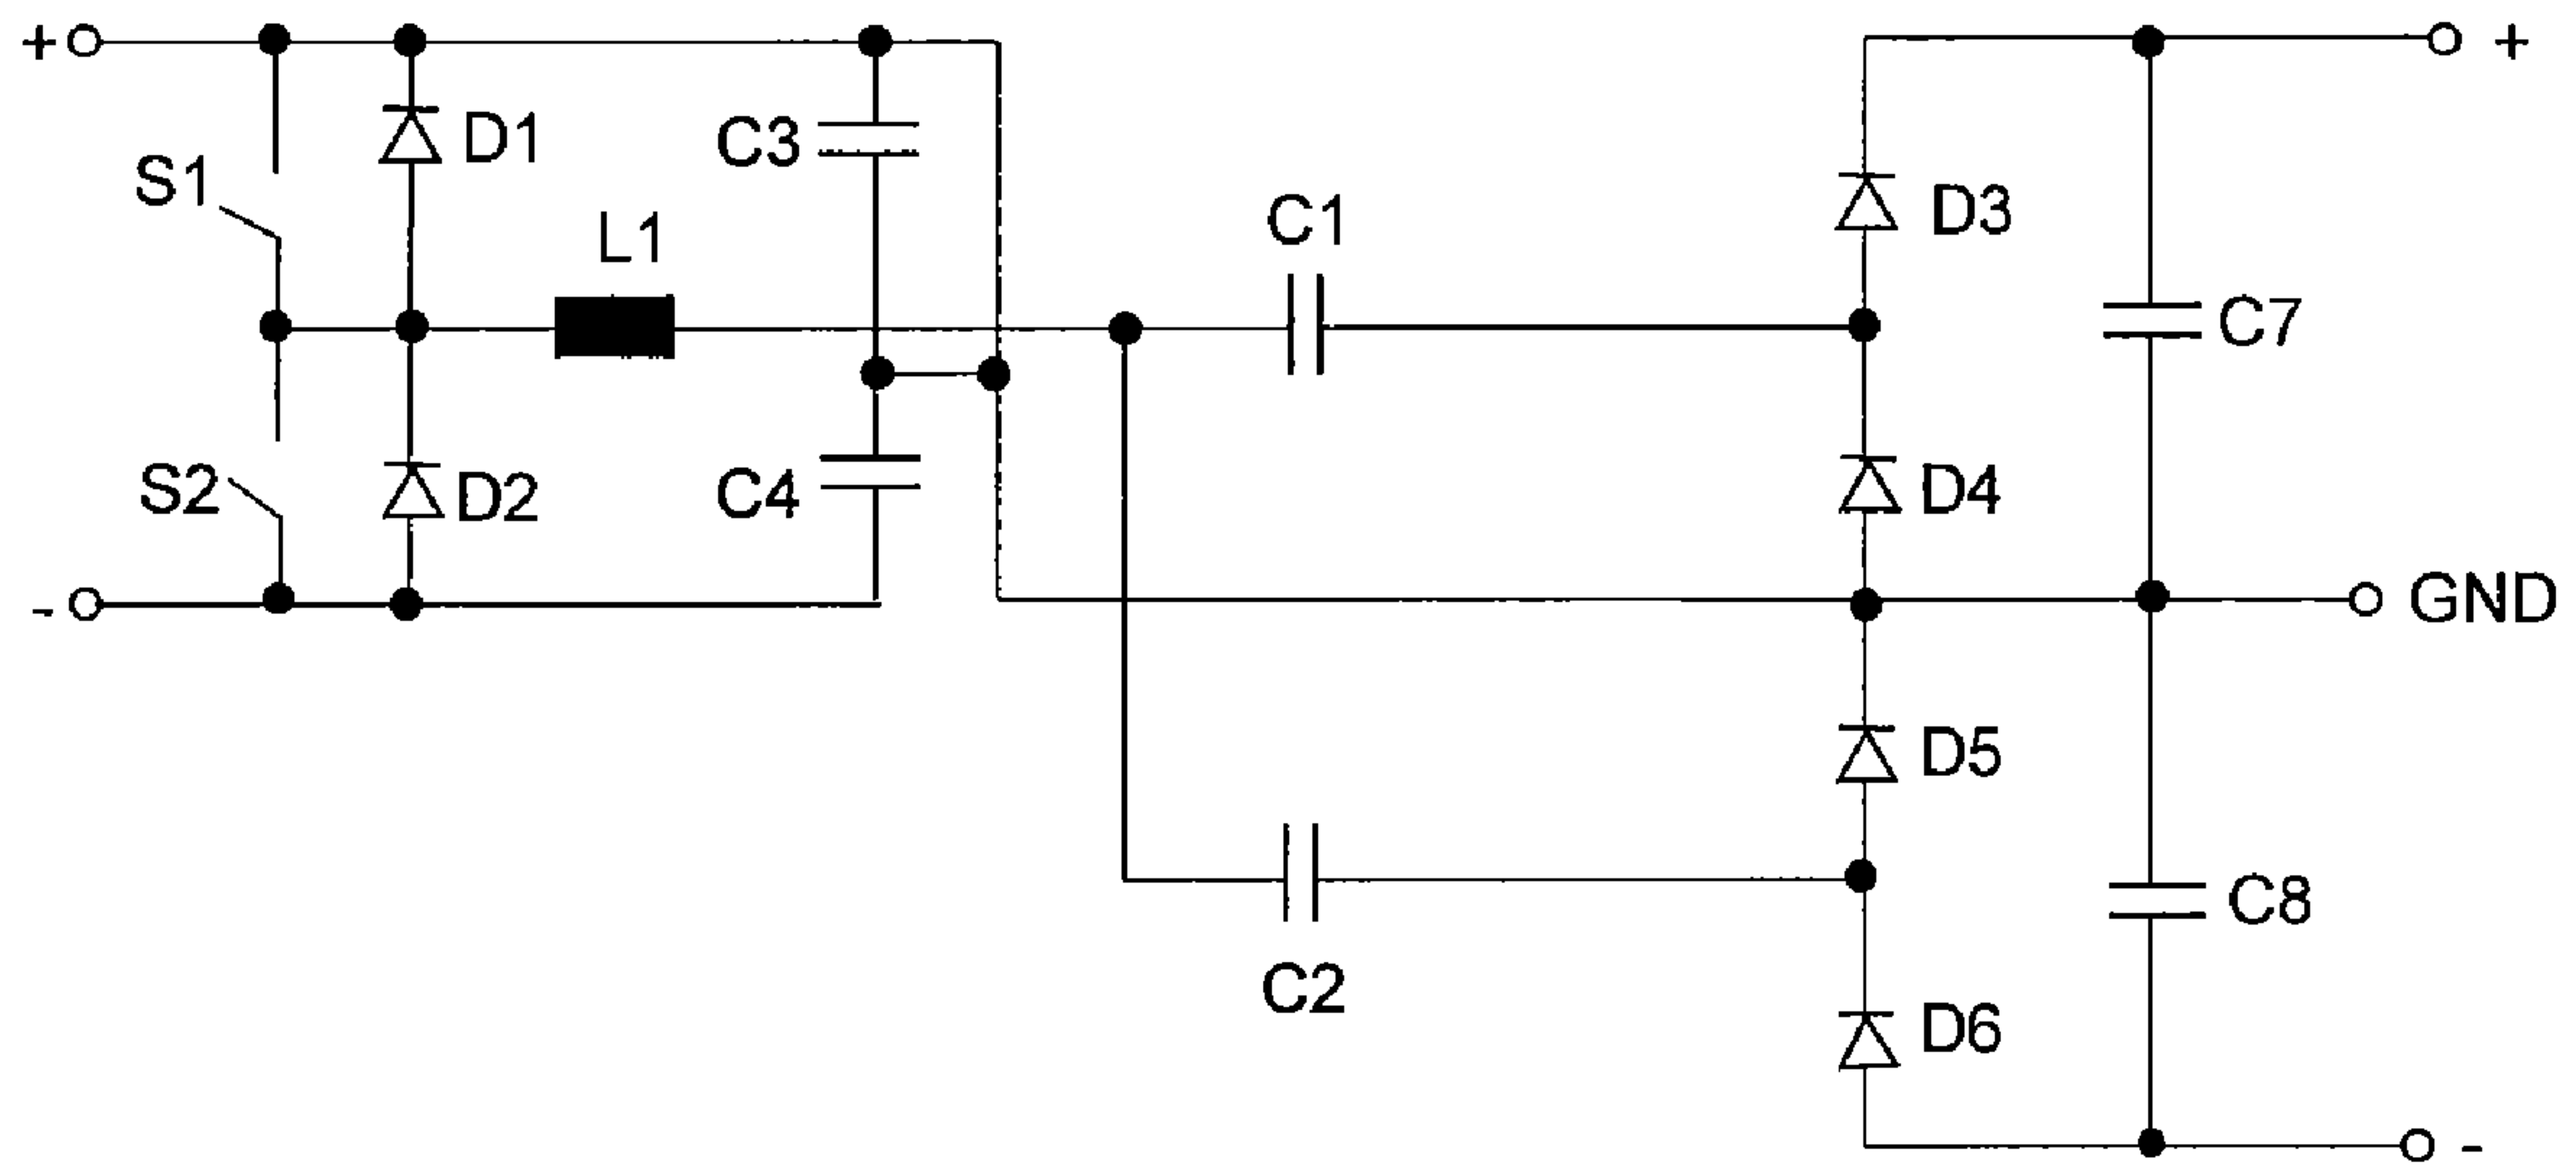 + +
D1
C3
S1
D3
C1
L1
C7
S2
D2
C4
D4
-
GND
D5
C8
C2
D6
-